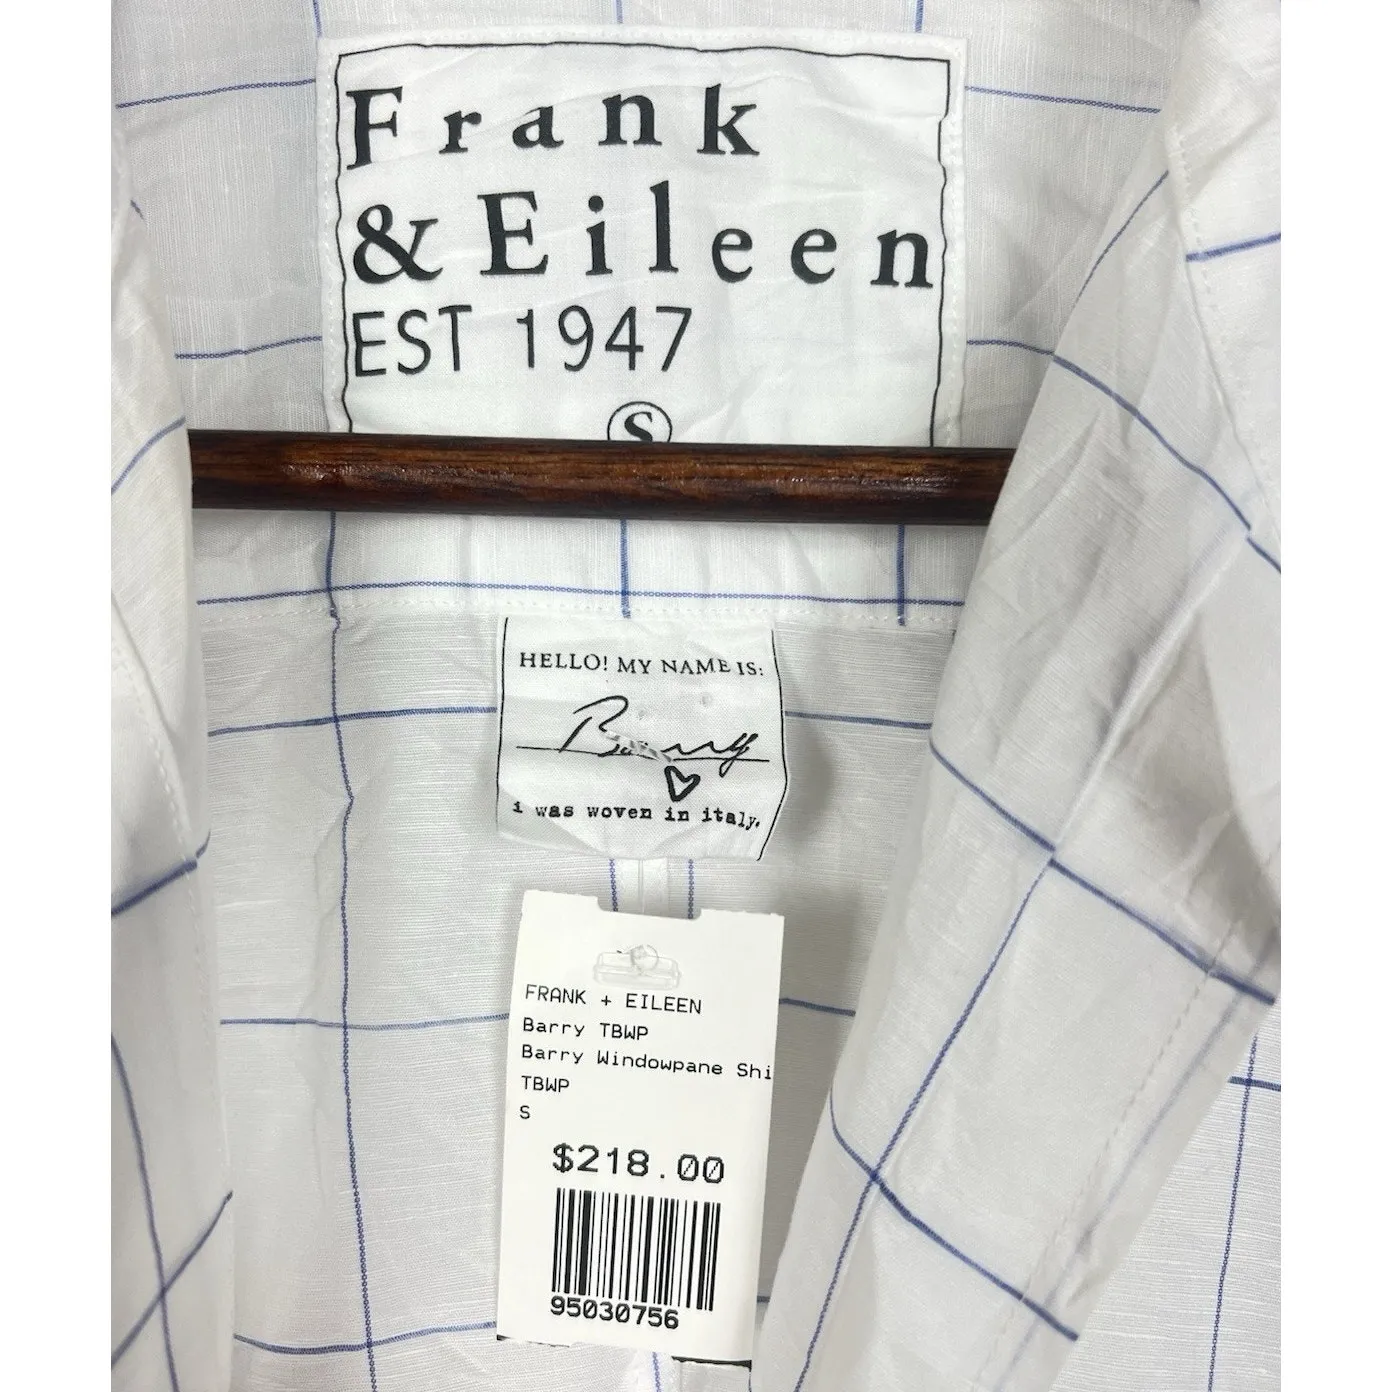 Frank
& Eileen
EST 1947
S
HELLO! MY NAME IS:
Barry
i was woven in italy.
FRANK + EILEEN
Barry TBWP
Barry Windowpane Shi
TBWP
S
$218.00
95030756